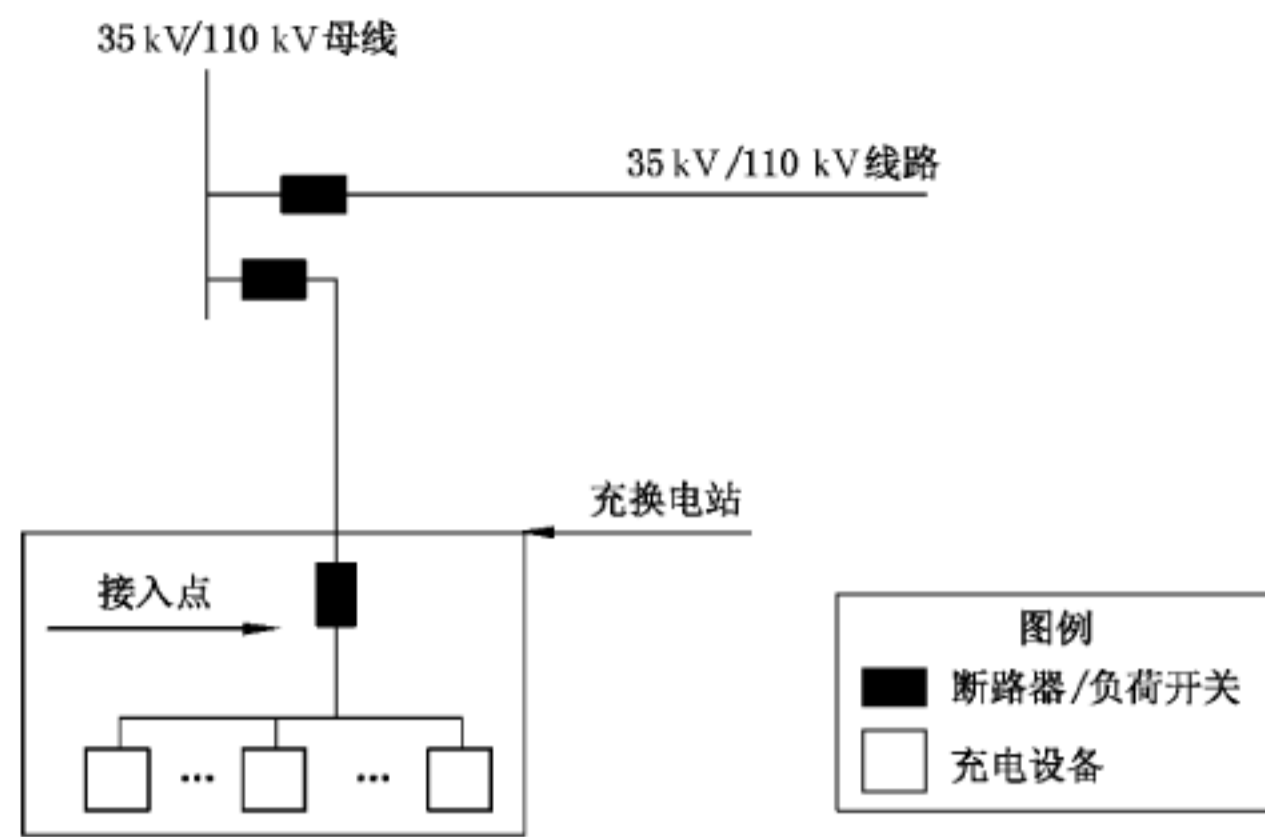 35 kV/110 kV母线
35 kV/110 kV线路
充换电站
接入点
···
···
图例
断路器/负荷开关
充电设备